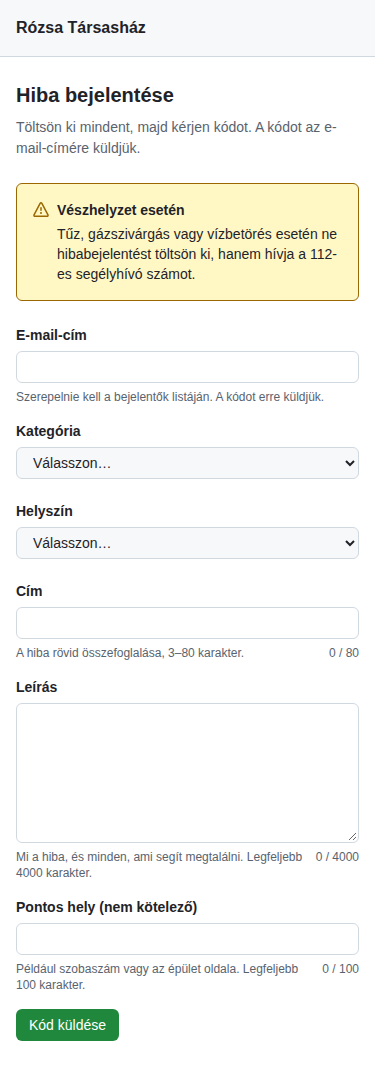 Rózsa Társasház
Hiba bejelentése
Töltsön ki mindent, majd kérjen kódot. A kódot az e-
mail-címére küldjük.
Vészhelyzet esetén
Tűz, gázszivárgás vagy vízbetörés esetén ne
hibabejelentést töltsön ki, hanem hívja a 112-
es segélyhívó számot.
E-mail-cím
Szerepelnie kell a bejelentők listáján. A kódot erre küldjük.
Kategória
Válasszon…
Helyszín
Válasszon…
Cím
A hiba rövid összefoglalása, 3–80 karakter. 0 / 80
Leírás
Mi a hiba, és minden, ami segít megtalálni. Legfeljebb 0 / 4000
4000 karakter.
Pontos hely (nem kötelező)
Például szobaszám vagy az épület oldala. Legfeljebb 0 / 100
100 karakter.
Kód küldése